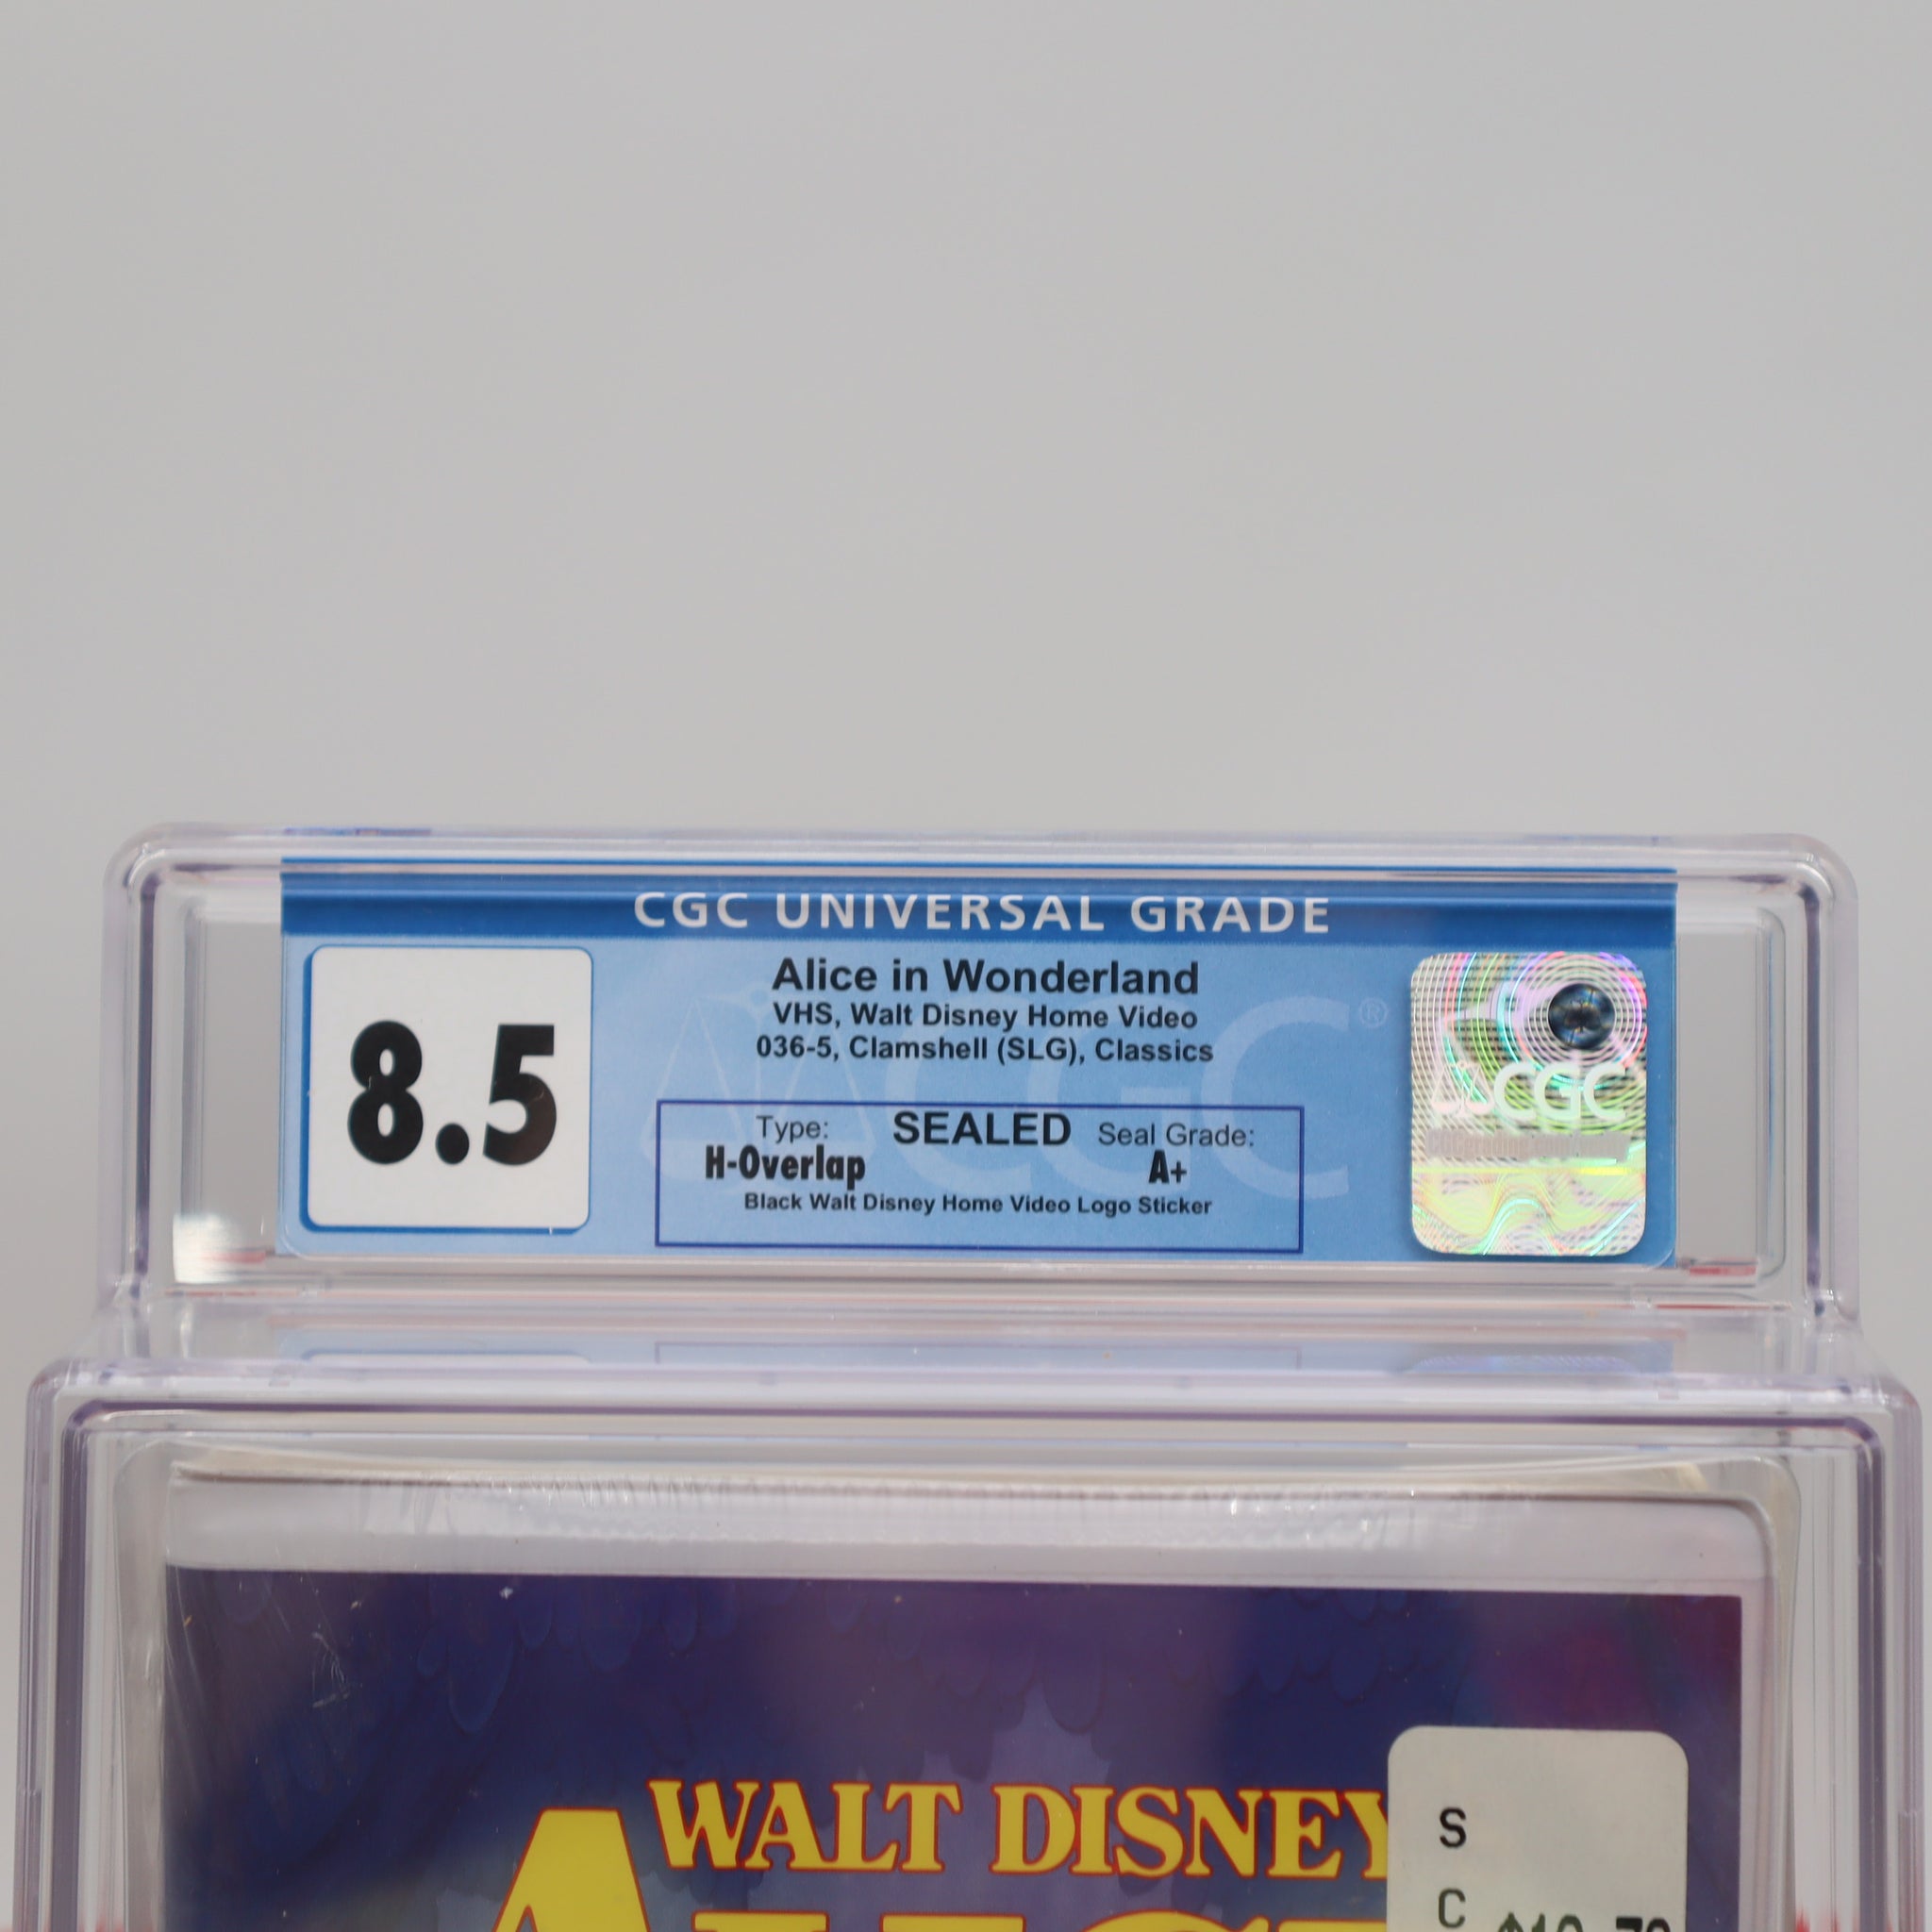 CGC UNIVERSAL GRADE
8.5
Alice in Wonderland
VHS, Walt Disney Home Video
036-5, Clamshell (SLG), Classics
CGC®
Type: SEALED Seal Grade:
H-Overlap A+
Black Walt Disney Home Video Logo Sticker
CGC
WALT DISNEY
S
C